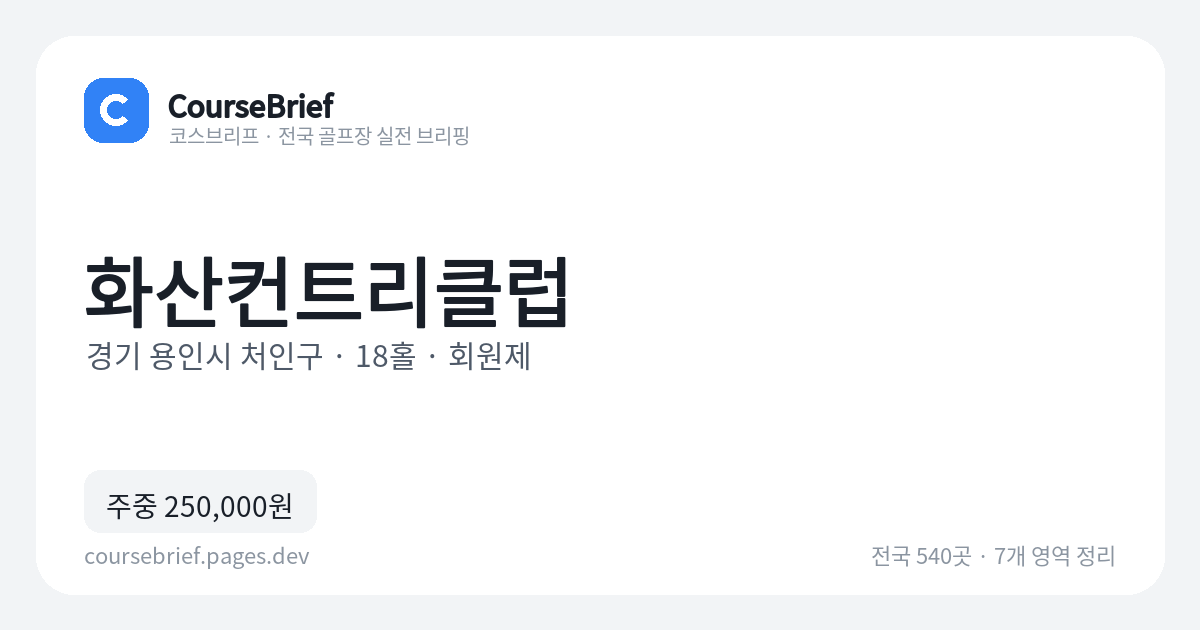 C
CourseBrief
코스브리프 · 전국 골프장 실전 브리핑
화산컨트리클럽
경기 용인시 처인구 · 18홀 · 회원제
주중 250,000원
coursebrief.pages.dev
전국 540곳 · 7개 영역 정리